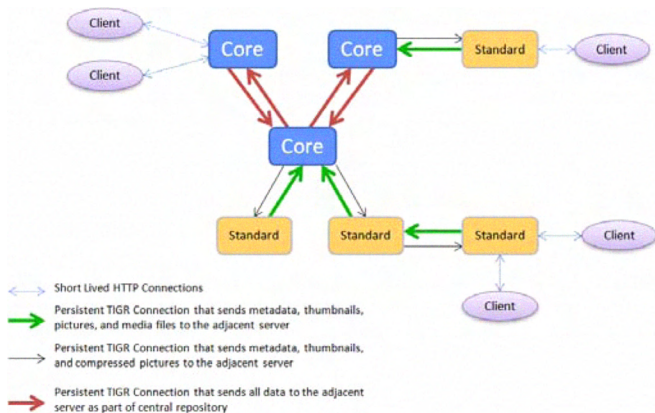 Client
Core
Core
Standard
Client
Client
Core
Standard
Standard
Standard
Client
Client
Short Lived HTTP Connections
Persistent TIGR Connection that sends metadata, thumbnails,
pictures, and media files to the adjacent server
Persistent TIGR Connection that sends metadata, thumbnails,
and compressed pictures to the adjacent server
Persistent TIGR Connection that sends all data to the adjacent
server as part of central repository